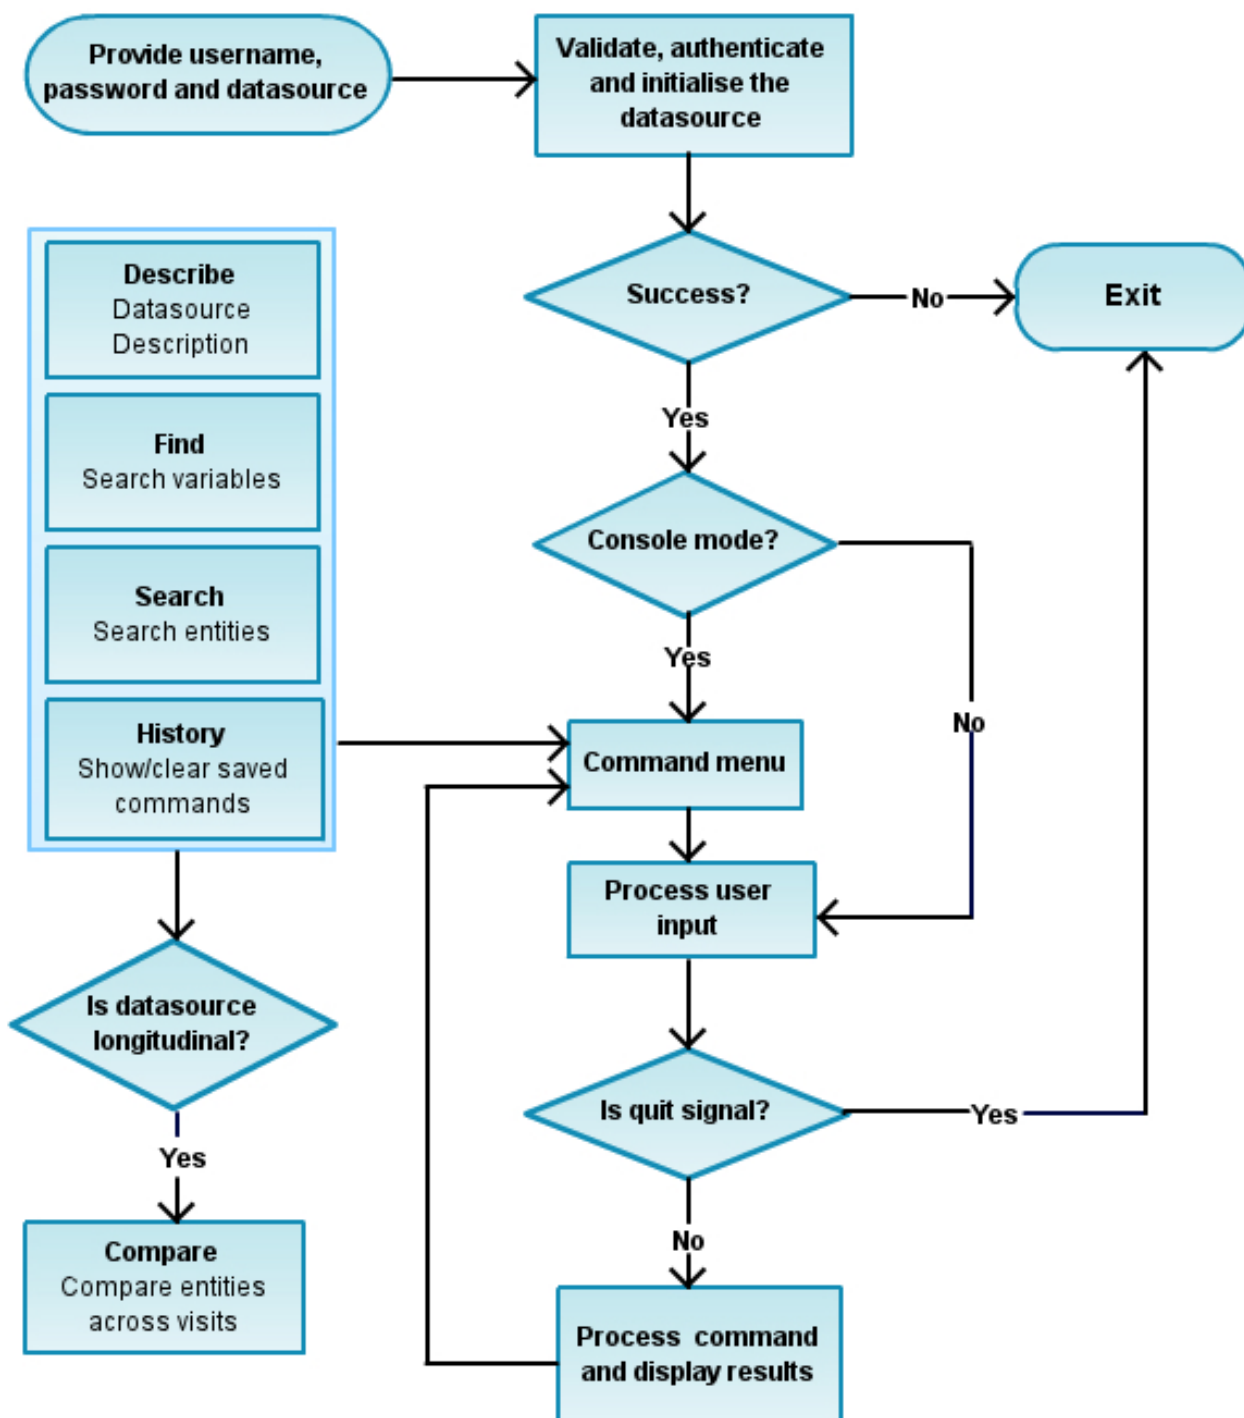 Provide username,
password and datasource
Validate, authenticate
and initialise the
datasource
Success?
No
Exit
Yes
Console mode?
No
Yes
Describe
Datasource
Description
Find
Search variables
Search
Search entities
History
Show/clear saved
commands
Command menu
Process user
input
Is datasource
longitudinal?
Yes
Compare
Compare entities
across visits
Is quit signal?
Yes
No
Process command
and display results